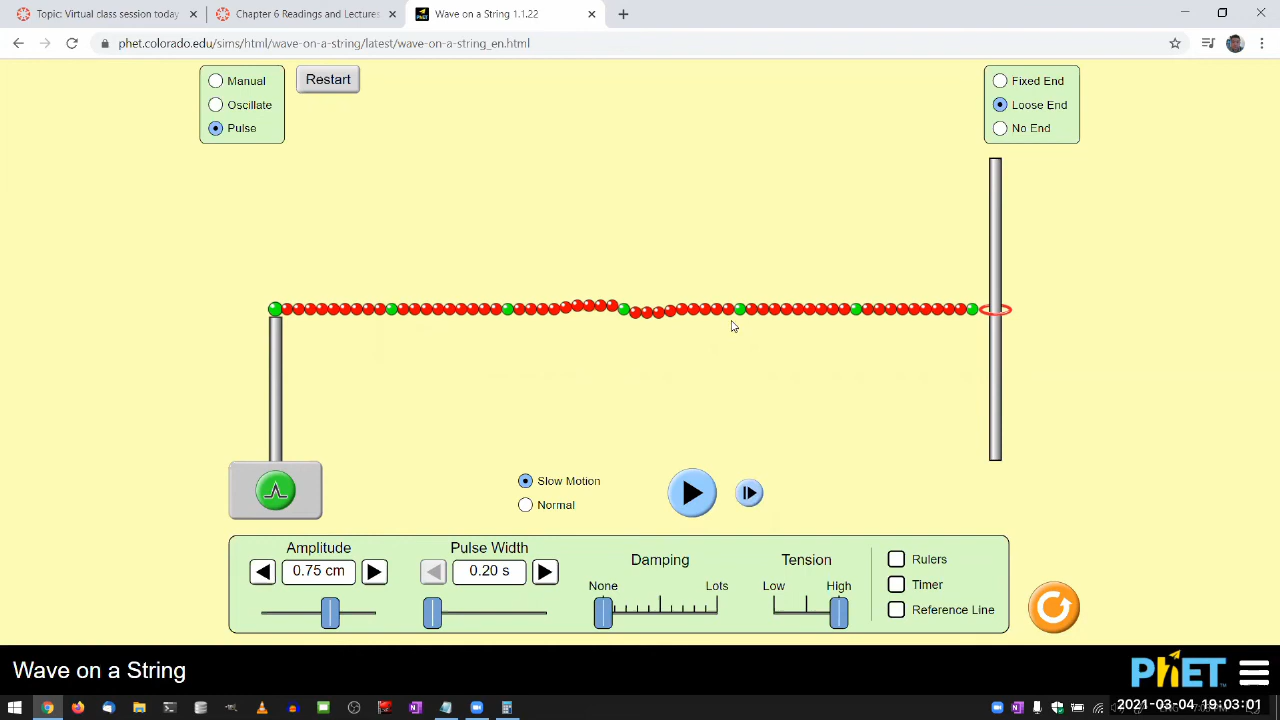 Topic: Virtual class session today
Chapter 6 Readings and Lectures
Wave on a String 1.1.22
phet.colorado.edu/sims/html/wave-on-a-string/latest/wave-on-a-string_en.html
Manual
Oscillate
Pulse
Restart
Fixed End
Loose End
No End
Slow Motion
Normal
Amplitude
0.75 cm
Pulse Width
0.20 s
Damping
None
Lots
Tension
Low
High
Rulers
Timer
Reference Line
Wave on a String
PhET
2021-03-04 19:03:01